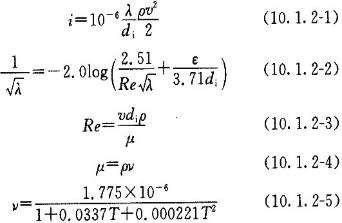 i=10⁻⁶ λ/dᵢ ρv²/2 (10.1.2-1)
1/√λ=-2.0log(2.51/Re√λ+ε/3.71dᵢ) (10.1.2-2)
Re=vdᵢρ/μ (10.1.2-3)
μ=ρν (10.1.2-4)
ν=1.775×10⁻⁶/1+0.0337T+0.000221T² (10.1.2-5)